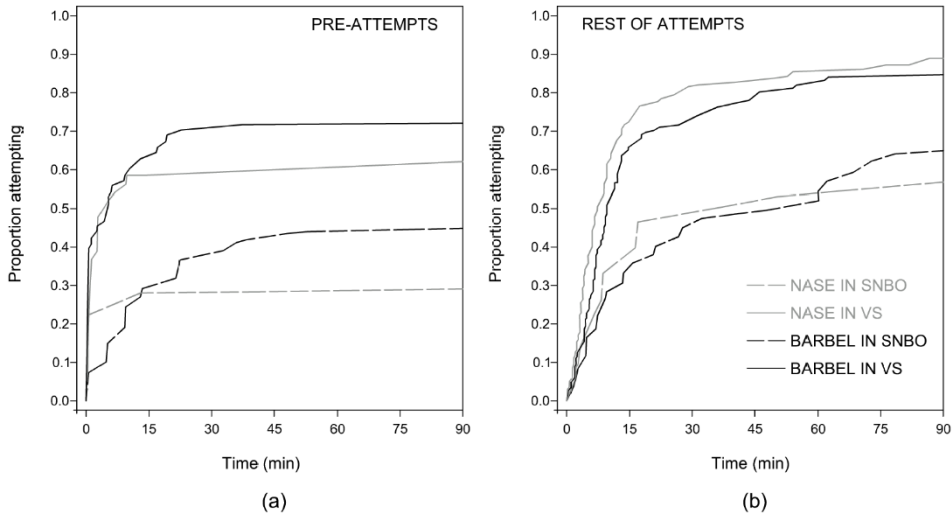 PRE-ATTEMPTS
Proportion attempting
1.0
0.9
0.8
0.7
0.6
0.5
0.4
0.3
0.2
0.1
0.0
0 15 30 45 60 75 90
Time (min)
(a)
REST OF ATTEMPTS
Proportion attempting
1.0
0.9
0.8
0.7
0.6
0.5
0.4
0.3
0.2
0.1
0.0
NASE IN SNBO
NASE IN VS
BARBEL IN SNBO
BARBEL IN VS
0 15 30 45 60 75 90
Time (min)
(b)